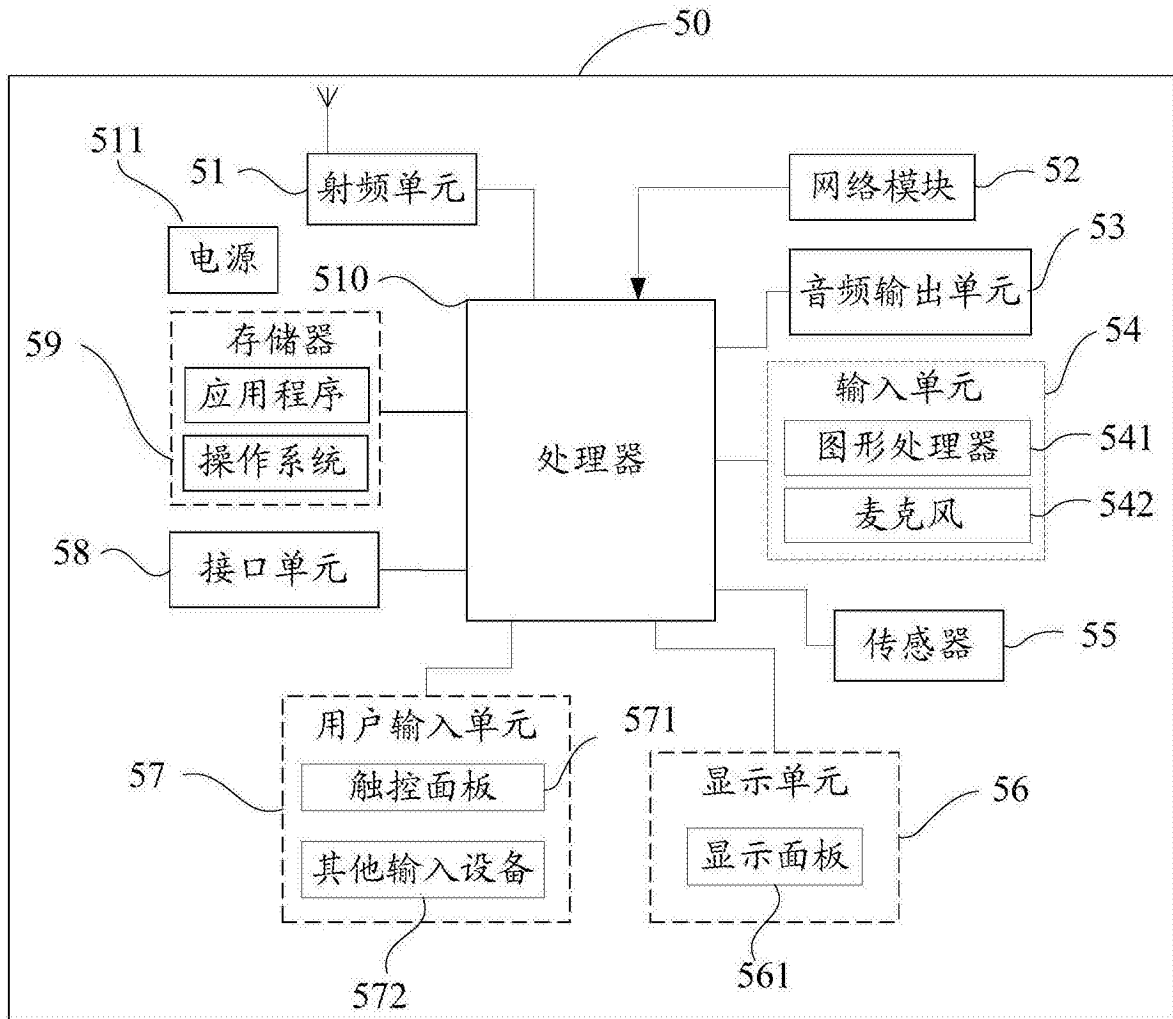 50
511
51
射频单元
网络模块
52
电源
510
音频输出单元
53
59
存储器
应用程序
操作系统
处理器
输入单元
54
图形处理器
541
麦克风
542
58
接口单元
传感器
55
57
用户输入单元
571
触控面板
其他输入设备
572
显示单元
56
显示面板
561